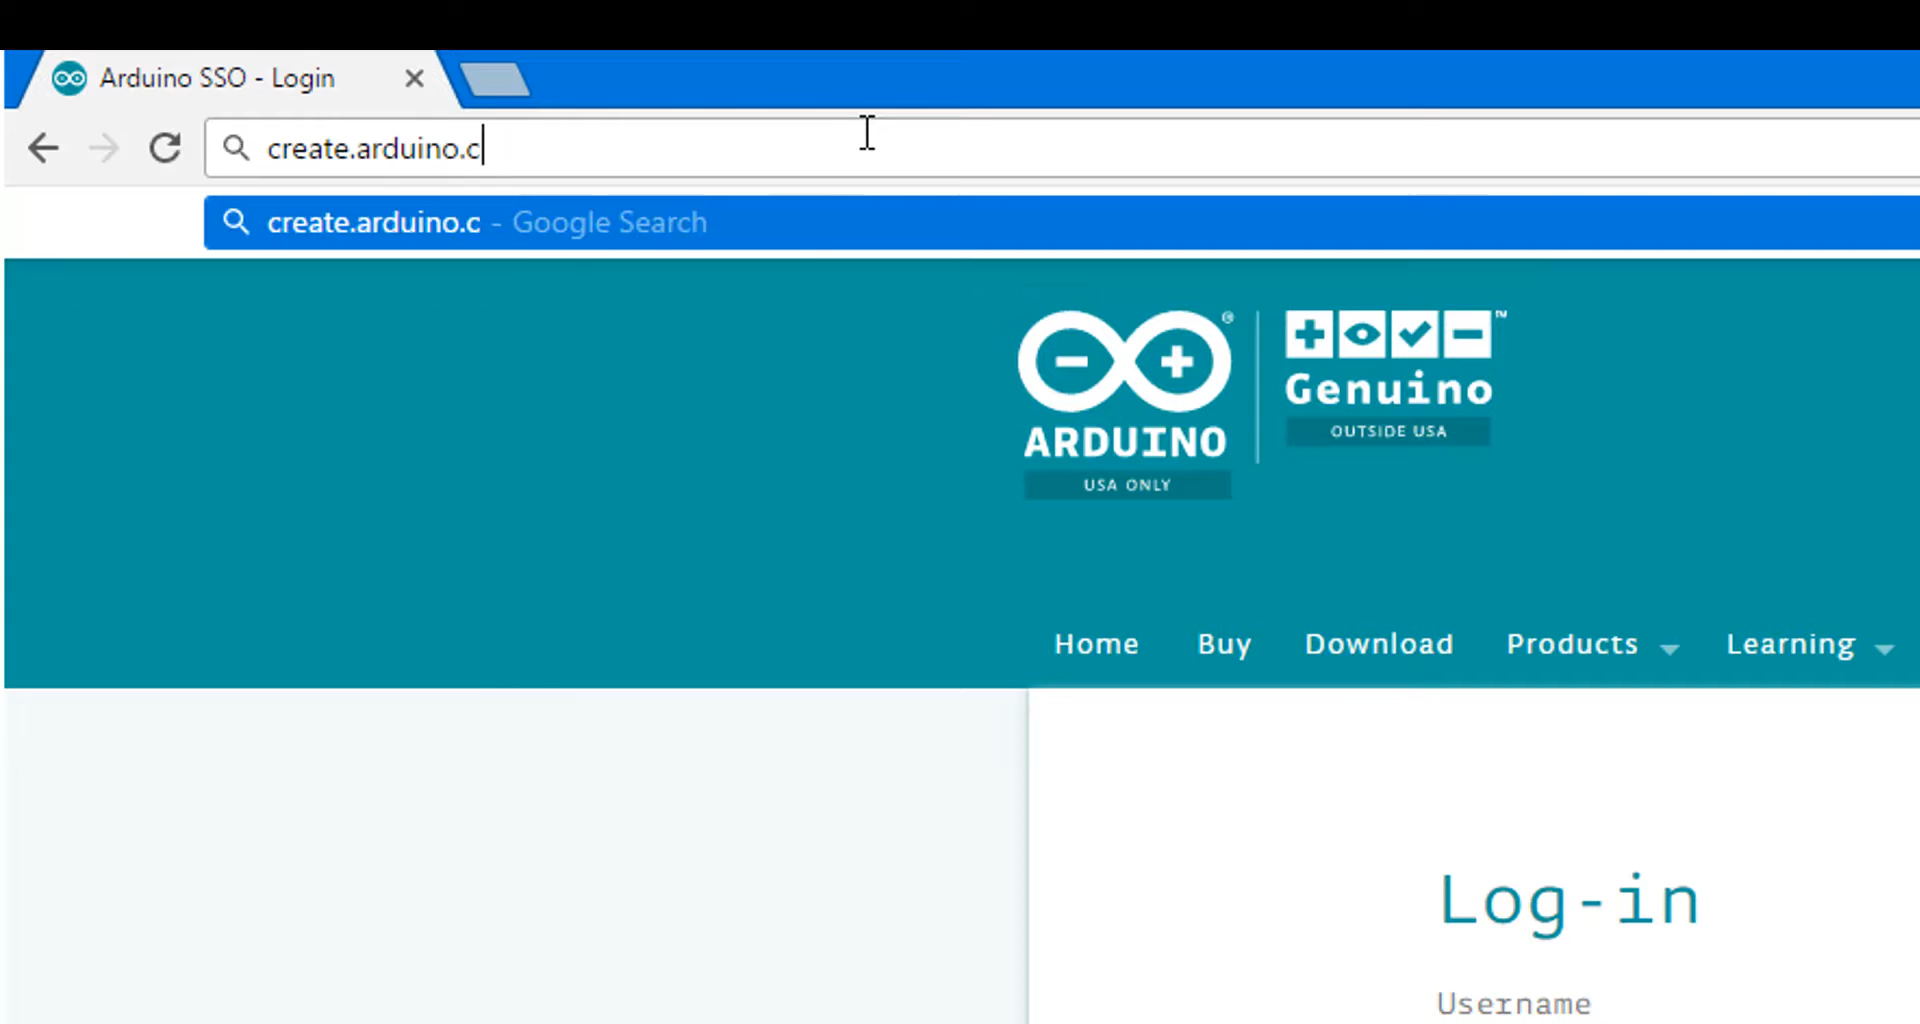 Arduino SSO - Login
create.arduino.c
create.arduino.c - Google Search
ARDUINO
USA ONLY
Genuino
OUTSIDE USA
Home Buy Download Products Learning
Log-in
Username